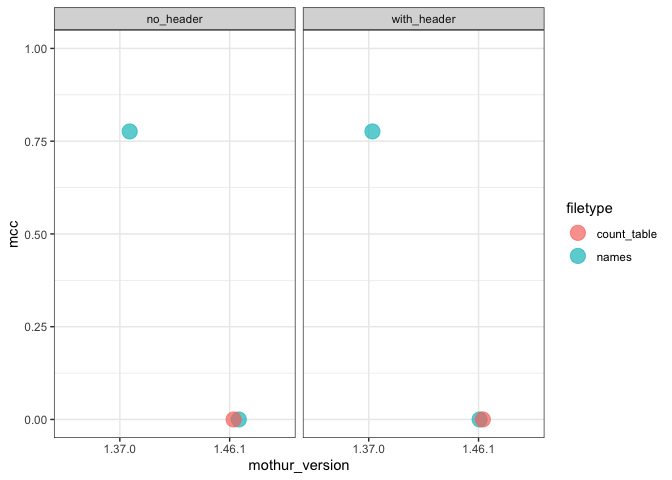 no_header
with_header
1.00
0.75
0.50
0.25
0.00
mcc
1.37.0
1.46.1
1.37.0
1.46.1
mothur_version
filetype
count_table
names